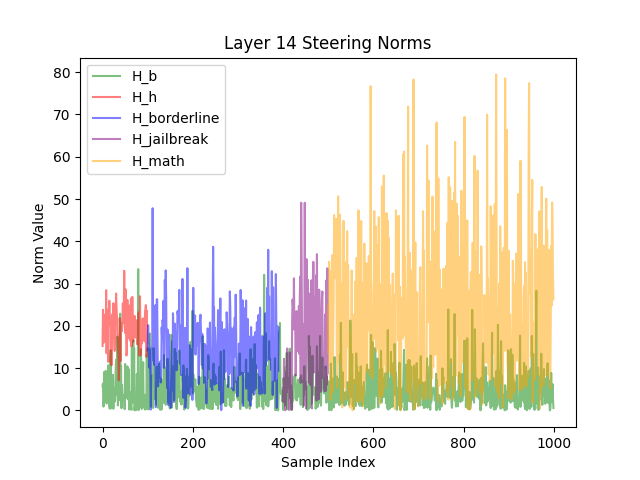 Layer 14 Steering Norms
H_b
H_h
H_borderline
H_jailbreak
H_math
Norm Value
80
70
60
50
40
30
20
10
0
0 200 400 600 800 1000
Sample Index